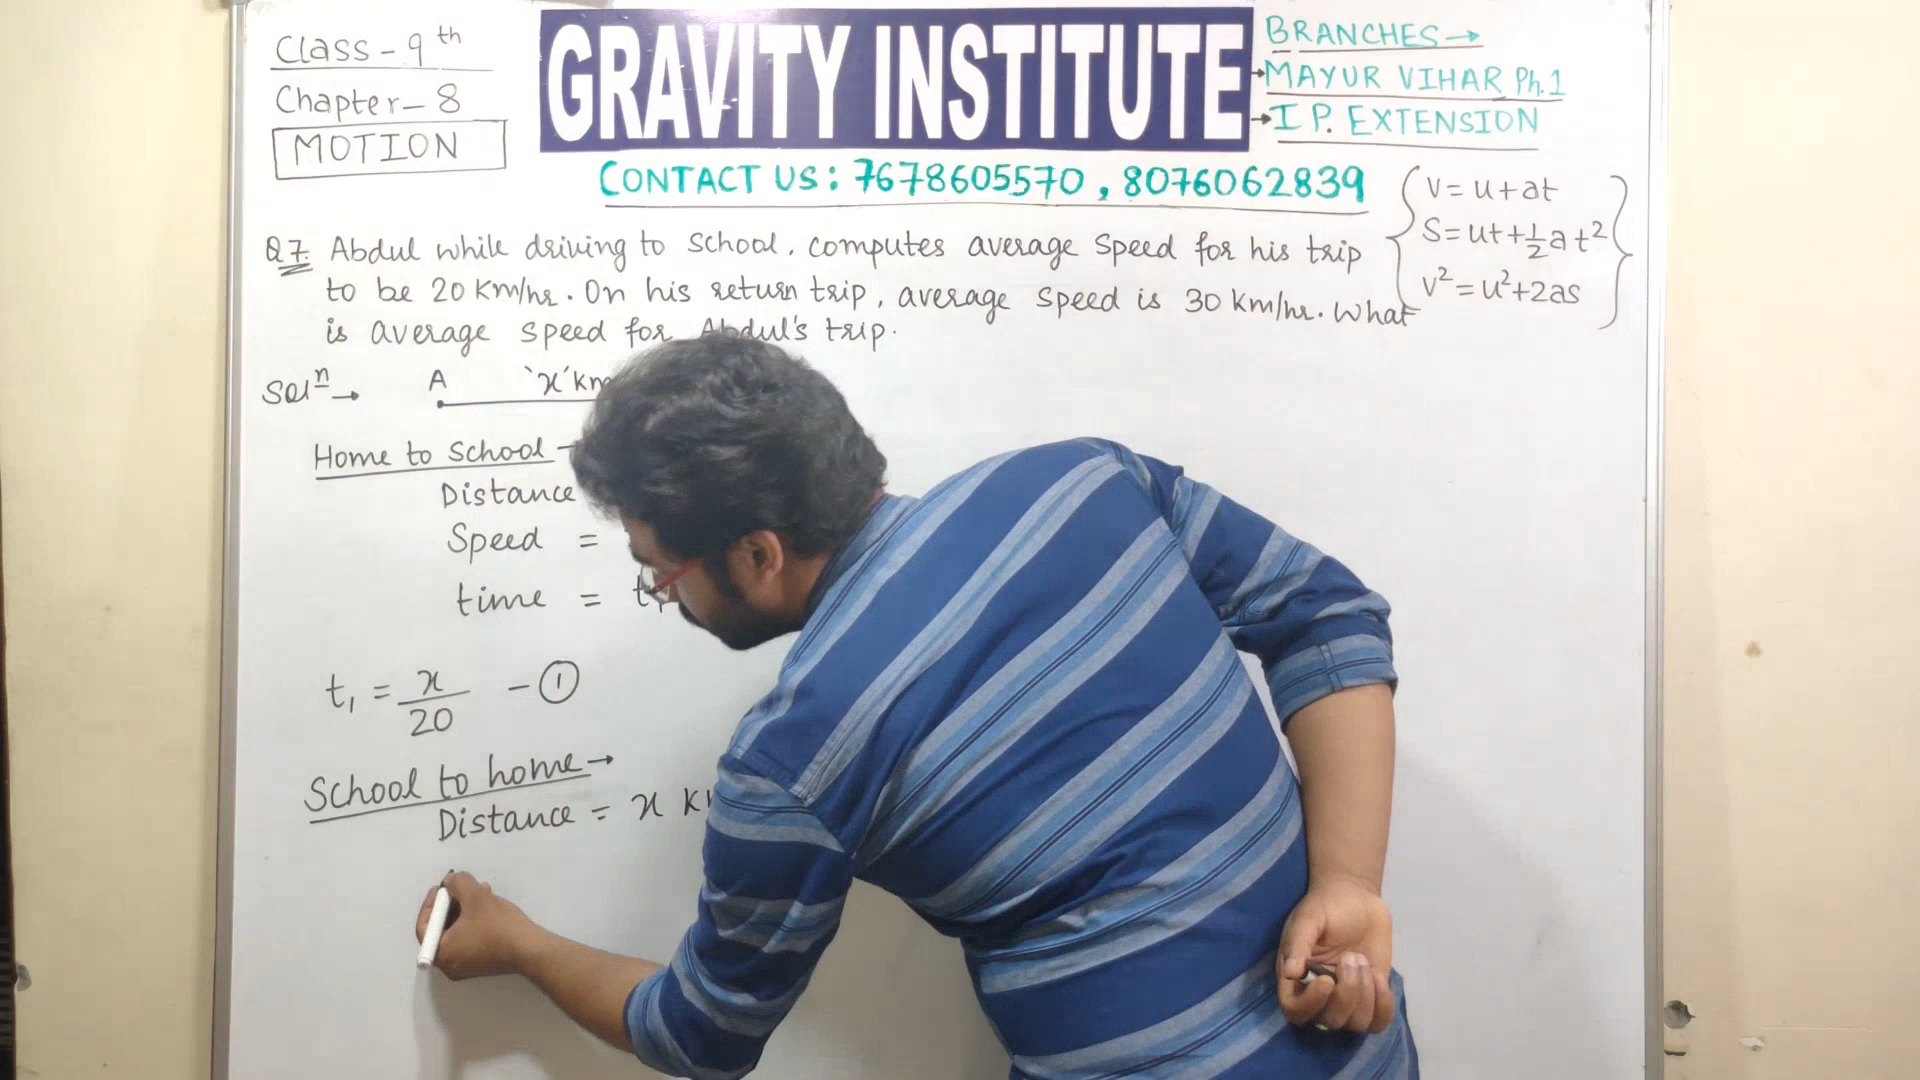 Class - 9th
Chapter - 8
MOTION
GRAVITY INSTITUTE
BRANCHES →
→ MAYUR VIHAR Ph.1
→ I P. EXTENSION
CONTACT US : 7678605570 , 8076062839
V = u + at
S = ut + 1/2 at²
V² = u² + 2as
Q7. Abdul while driving to school, computes average speed for his trip
to be 20 Km/hr. On his return trip, average speed is 30 km/hr. What
is average speed for Abdul's trip.
Solⁿ →
A 'x' km
Home to School
Distance
Speed =
time = t₁
t₁ = x/20 - ①
School to home →
Distance = x